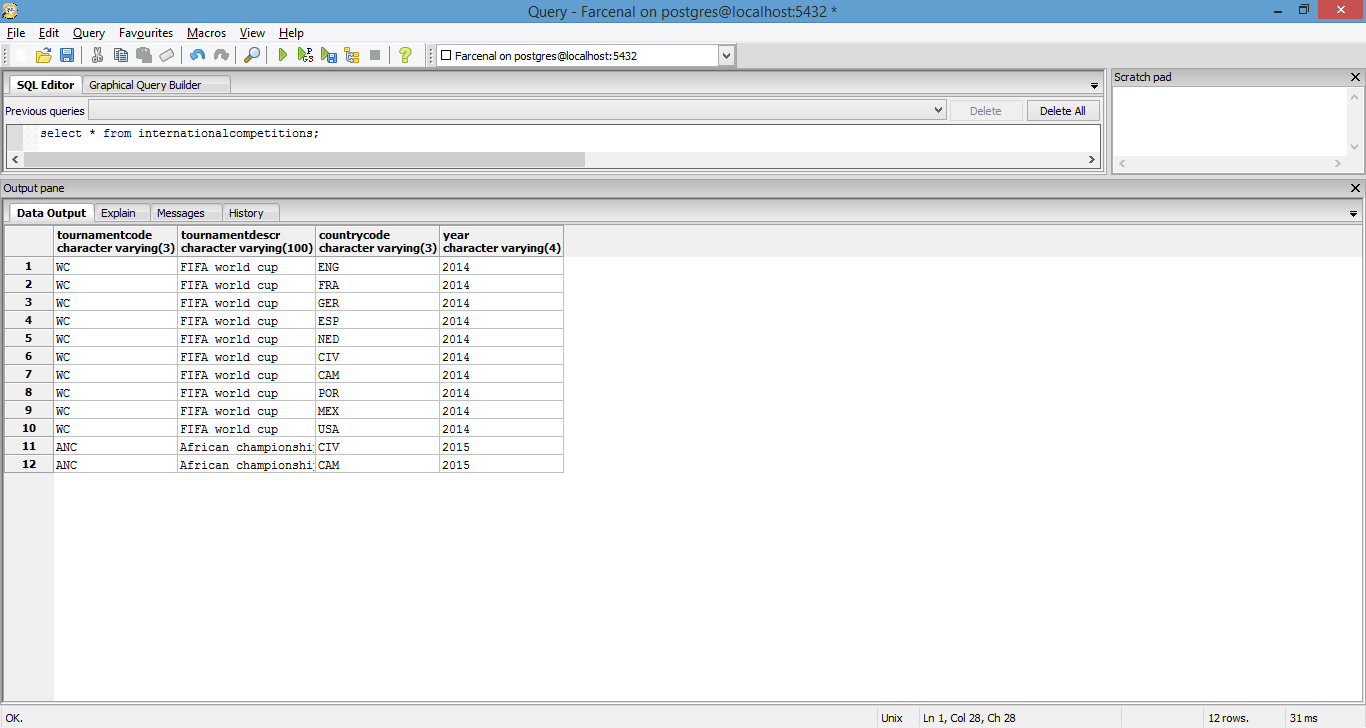 Query - Farcenal on postgres@localhost:5432 *
File Edit Query Favourites Macros View Help
Farcenal on postgres@localhost:5432
Scratch pad
SQL Editor Graphical Query Builder
Previous queries Delete Delete All
select * from internationalcompetitions;
Output pane
Data Output Explain Messages History
tournamentcode tournamentdescr countrycode year
character varying(3) character varying(100) character varying(3) character varying(4)
1 WC FIFA world cup ENG 2014
2 WC FIFA world cup FRA 2014
3 WC FIFA world cup GER 2014
4 WC FIFA world cup ESP 2014
5 WC FIFA world cup NED 2014
6 WC FIFA world cup CIV 2014
7 WC FIFA world cup CAM 2014
8 WC FIFA world cup POR 2014
9 WC FIFA world cup MEX 2014
10 WC FIFA world cup USA 2014
11 ANC African championshi CIV 2015
12 ANC African championshi CAM 2015
OK. Unix Ln 1, Col 28, Ch 28 12 rows. 31 ms